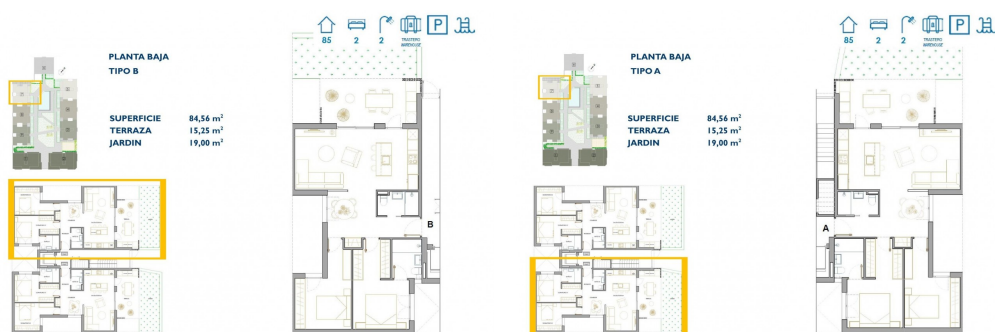 85 2 2 TRASTERO P
WAREHOUSE
PLANTA BAJA
TIPO B
SUPERFICIE 84,56 m²
TERRAZA 15,25 m²
JARDIN 19,00 m²
B
85 2 2 TRASTERO P
WAREHOUSE
PLANTA BAJA
TIPO A
SUPERFICIE 84,56 m²
TERRAZA 15,25 m²
JARDIN 19,00 m²
A